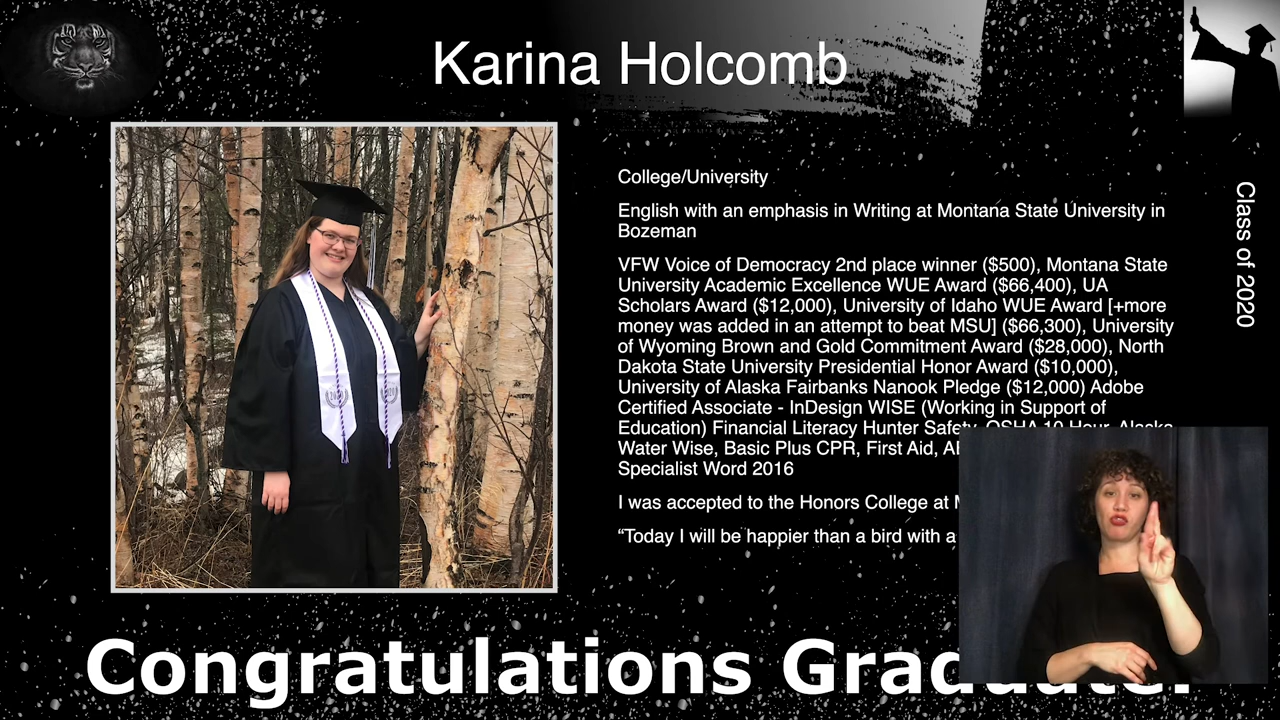 Karina Holcomb
College/University
English with an emphasis in Writing at Montana State University in
Bozeman
VFW Voice of Democracy 2nd place winner ($500), Montana State
University Academic Excellence WUE Award ($66,400), UA
Scholars Award ($12,000), University of Idaho WUE Award [+more
money was added in an attempt to beat MSU] ($66,300), University
of Wyoming Brown and Gold Commitment Award ($28,000), North
Dakota State University Presidential Honor Award ($10,000),
University of Alaska Fairbanks Nanook Pledge ($12,000) Adobe
Certified Associate - InDesign WISE (Working in Support of
Education) Financial Literacy Hunter Safety, OSHA 10 Hour, Alaska
Water Wise, Basic Plus CPR, First Aid,
Specialist Word 2016
I was accepted to the Honors College at
“Today I will be happier than a bird with a
Class of 2020
Congratulations Graduate!